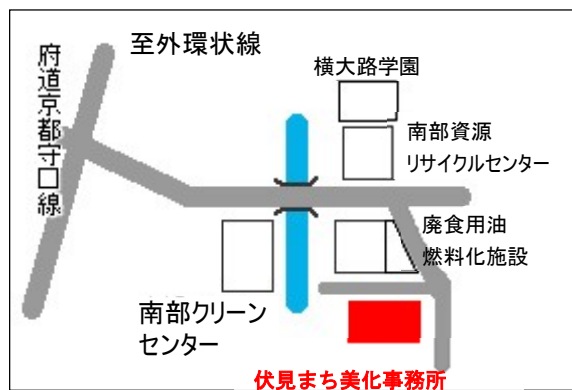 府道京都守口線
至外環状線
横大路学園
南部資源
リサイクルセンター
廃食用油
燃料化施設
南部クリーン
センター
伏見まち美化事務所